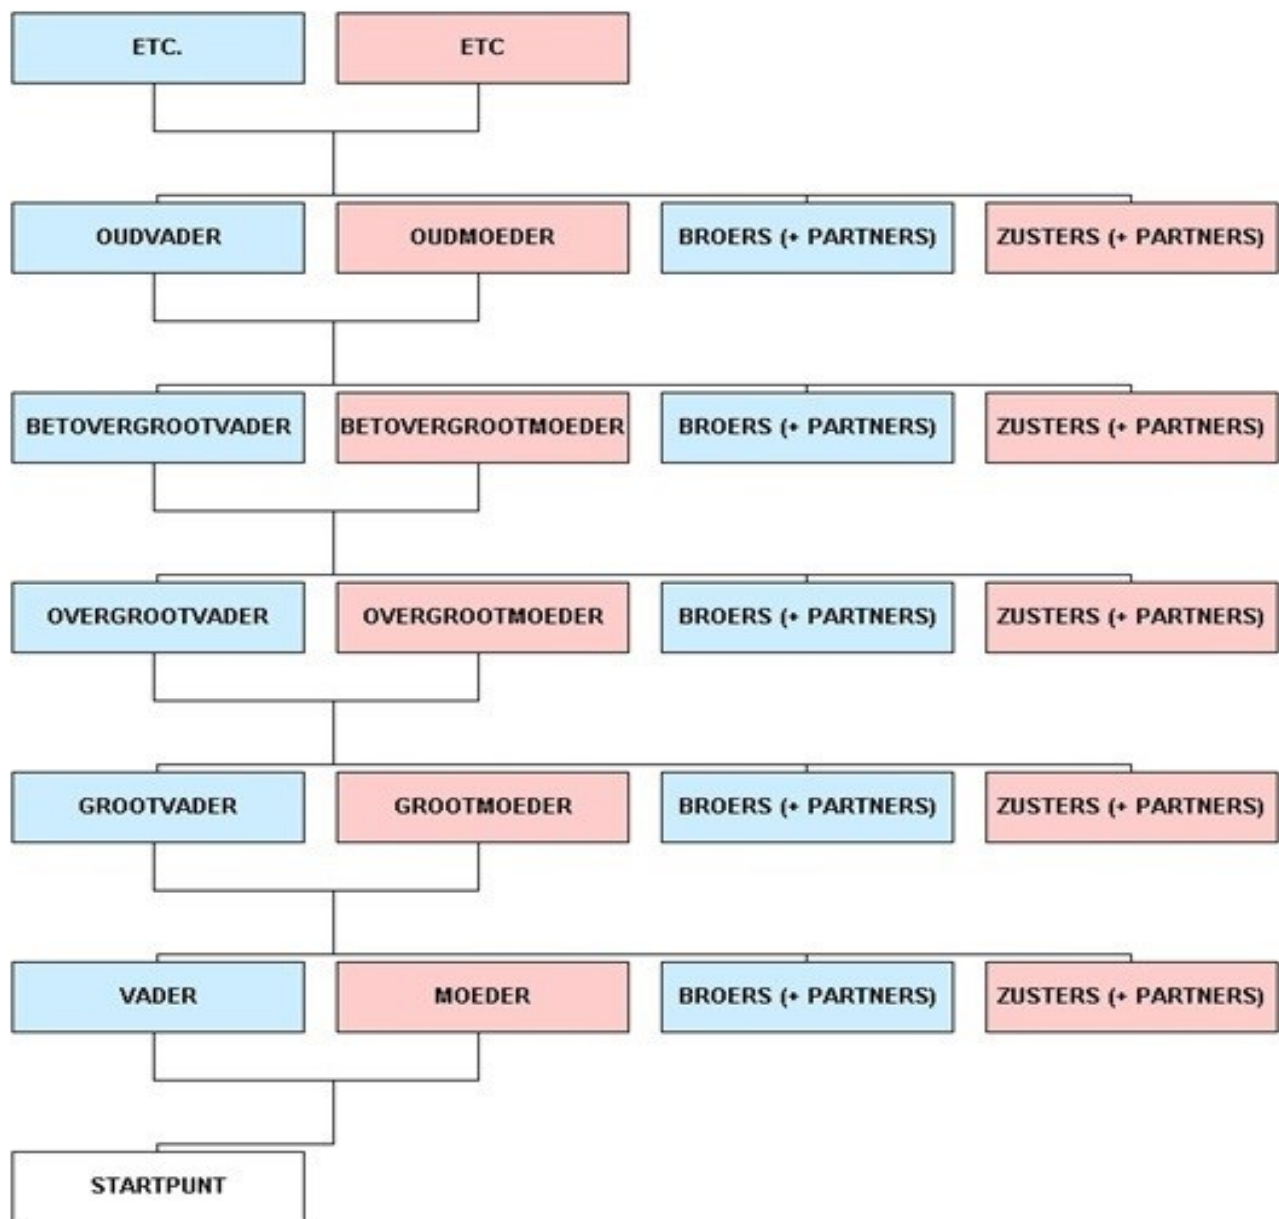 ETC.
ETC
OUDVADER
OUDMOEDER
BROERS (+ PARTNERS)
ZUSTERS (+ PARTNERS)
BETOVERGROOTVADER
BETOVERGROOTMOEDER
BROERS (+ PARTNERS)
ZUSTERS (+ PARTNERS)
OVERGROOTVADER
OVERGROOTMOEDER
BROERS (+ PARTNERS)
ZUSTERS (+ PARTNERS)
GROOTVADER
GROOTMOEDER
BROERS (+ PARTNERS)
ZUSTERS (+ PARTNERS)
VADER
MOEDER
BROERS (+ PARTNERS)
ZUSTERS (+ PARTNERS)
STARTPUNT